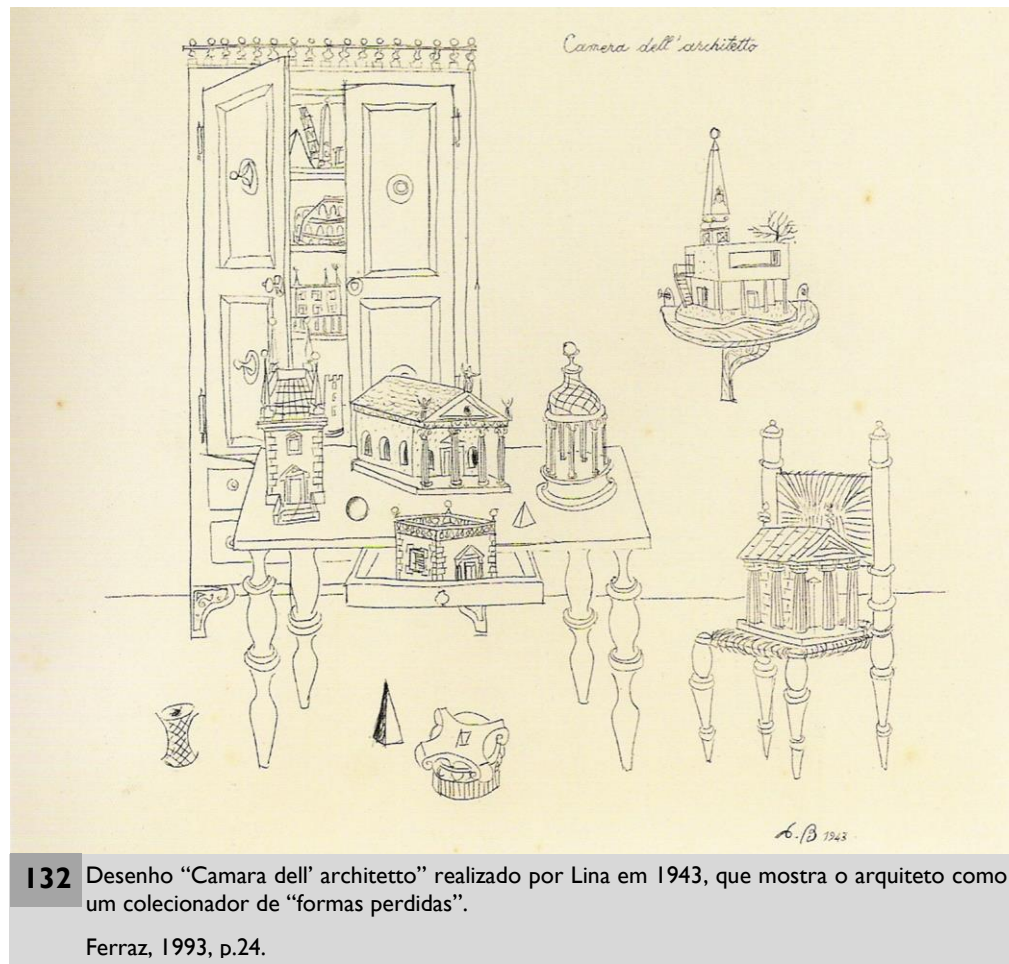 Camera dell'architetto
L.B 1943
132 Desenho “Camara dell’ architetto” realizado por Lina em 1943, que mostra o arquiteto como
um colecionador de “formas perdidas”.
Ferraz, 1993, p.24.